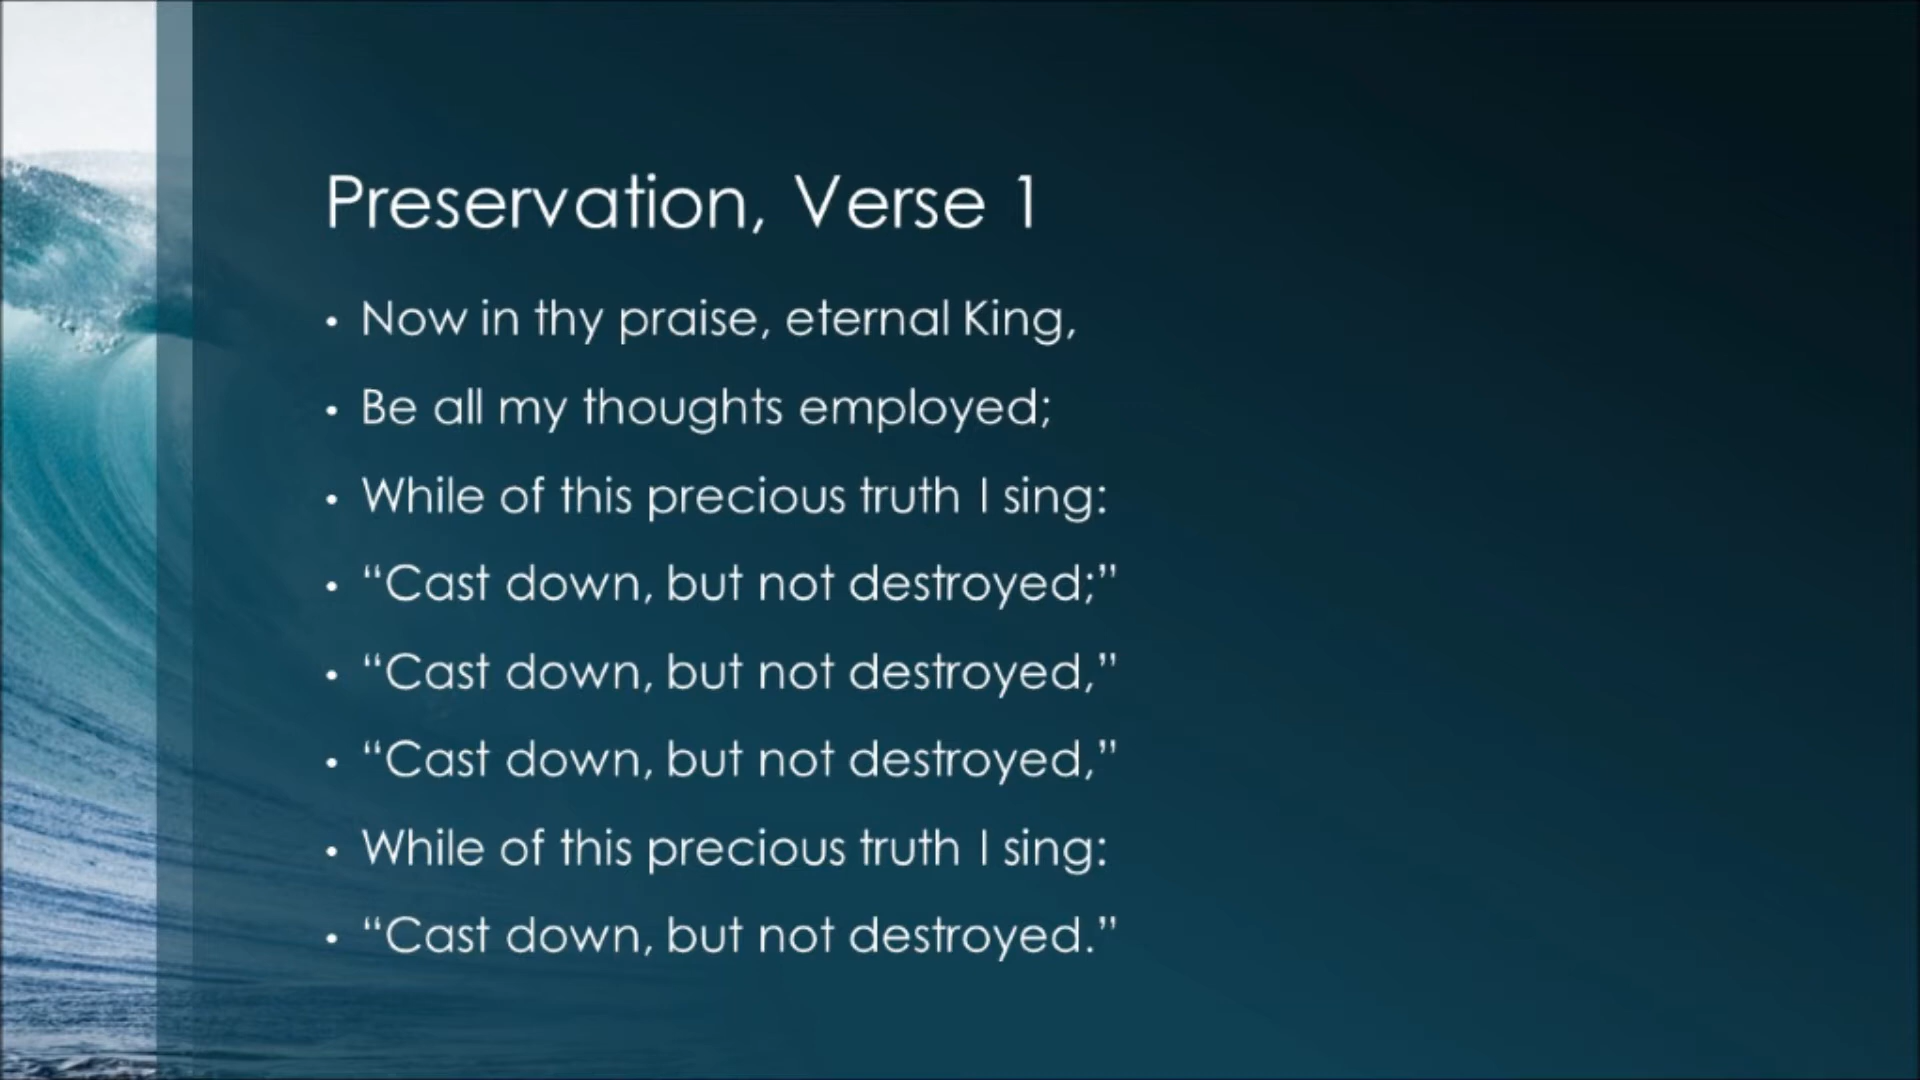 Preservation, Verse 1
• Now in thy praise, eternal King,
• Be all my thoughts employed;
• While of this precious truth I sing:
• “Cast down, but not destroyed;”
• “Cast down, but not destroyed,”
• “Cast down, but not destroyed,”
• While of this precious truth I sing:
• “Cast down, but not destroyed.”